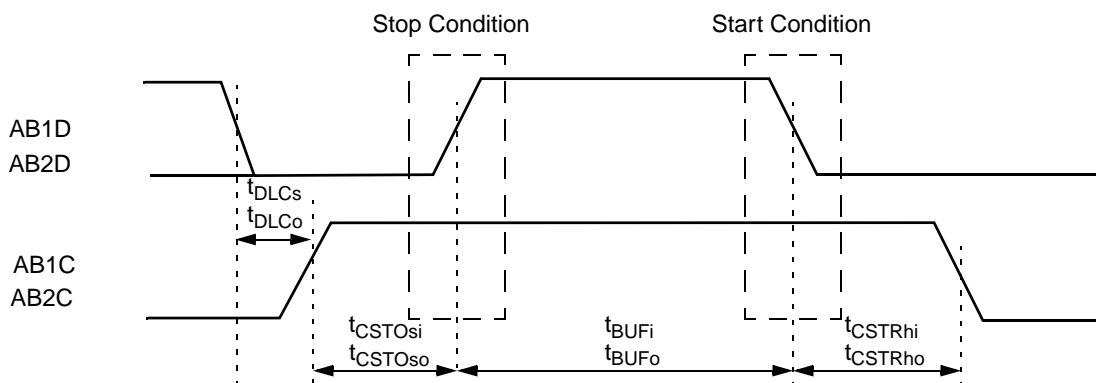 Stop Condition
Start Condition
AB1D
AB2D
tDLCs
tDLCo
AB1C
AB2C
tCSTOsi
tCSTOso
tBUFi
tBUFo
tCSTRhi
tCSTRho